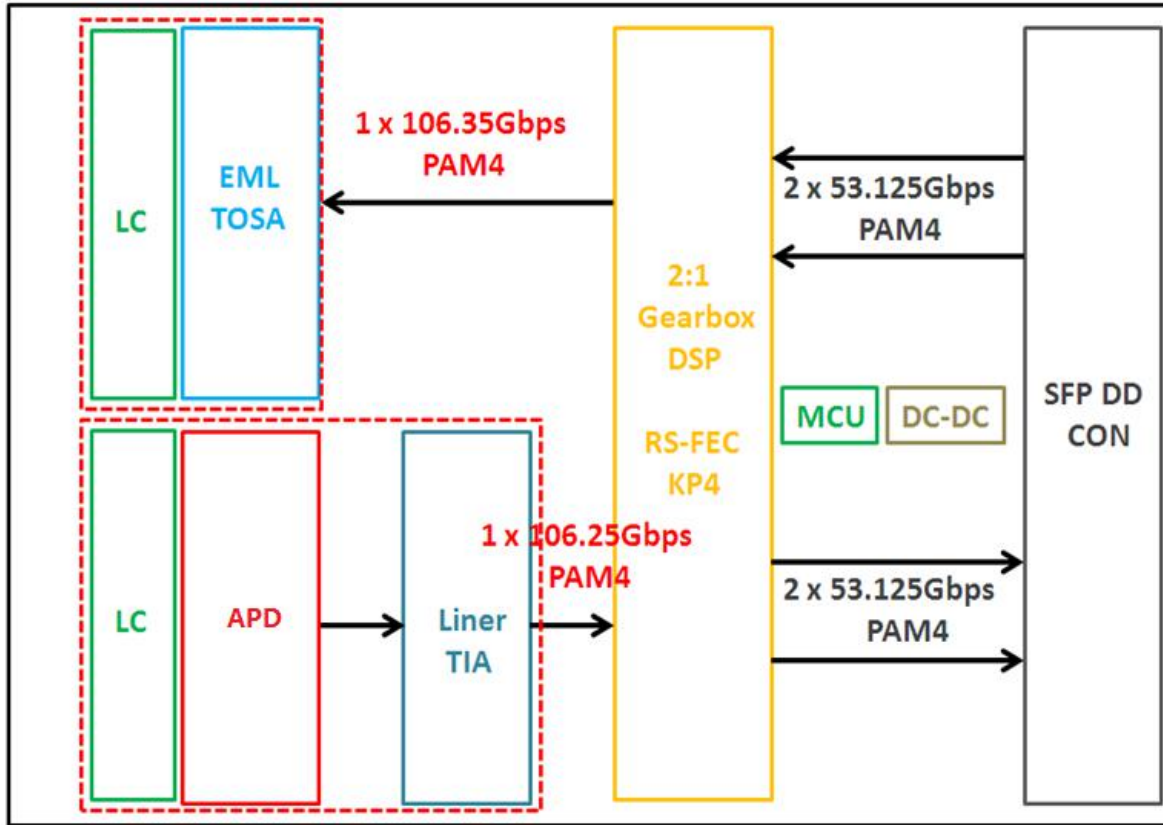 LC
EML
TOSA
1 x 106.35Gbps
PAM4
2 x 53.125Gbps
PAM4
2:1
Gearbox
DSP
RS-FEC
KP4
MCU
DC-DC
SFP DD
CON
LC
APD
Liner
TIA
1 x 106.25Gbps
PAM4
2 x 53.125Gbps
PAM4